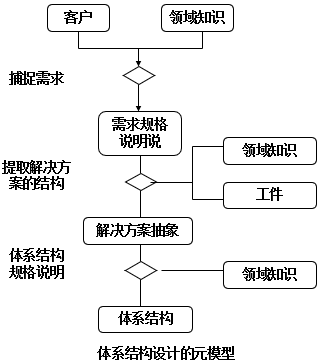 客户
领域知识
捕捉需求
需求规格
说明说
提取解决方
案的结构
领域知识
工件
解决方案抽象
体系结构
规格说明
领域知识
体系结构
体系结构设计的元模型